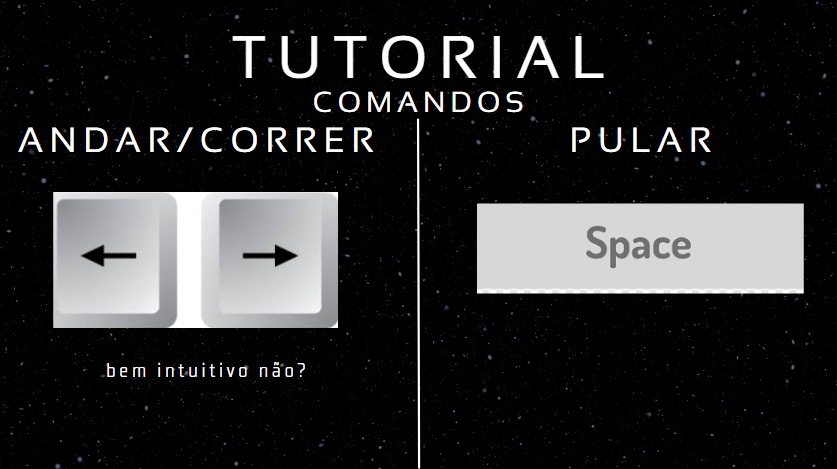 TUTORIAL
COMANDOS
ANDAR/CORRER
PULAR
Space
bem intuitivo não?